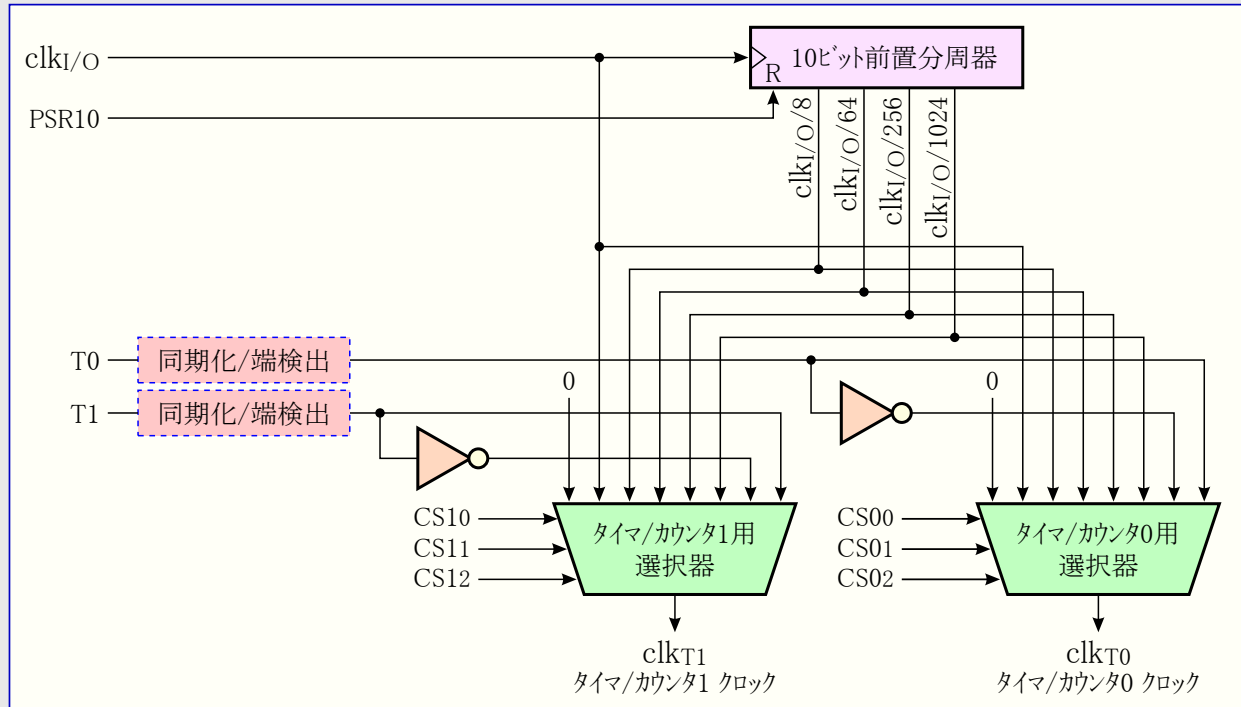 clkI/O
10ビット前置分周器
R
PSR10
clkI/O/8
clkI/O/64
clkI/O/256
clkI/O/1024
T0
同期化/端検出
T1
同期化/端検出
0
0
CS10
CS11
CS12
タイマ/カウンタ1用
選択器
CS00
CS01
CS02
タイマ/カウンタ0用
選択器
clkT1
タイマ/カウンタ1 クロック
clkT0
タイマ/カウンタ0 クロック